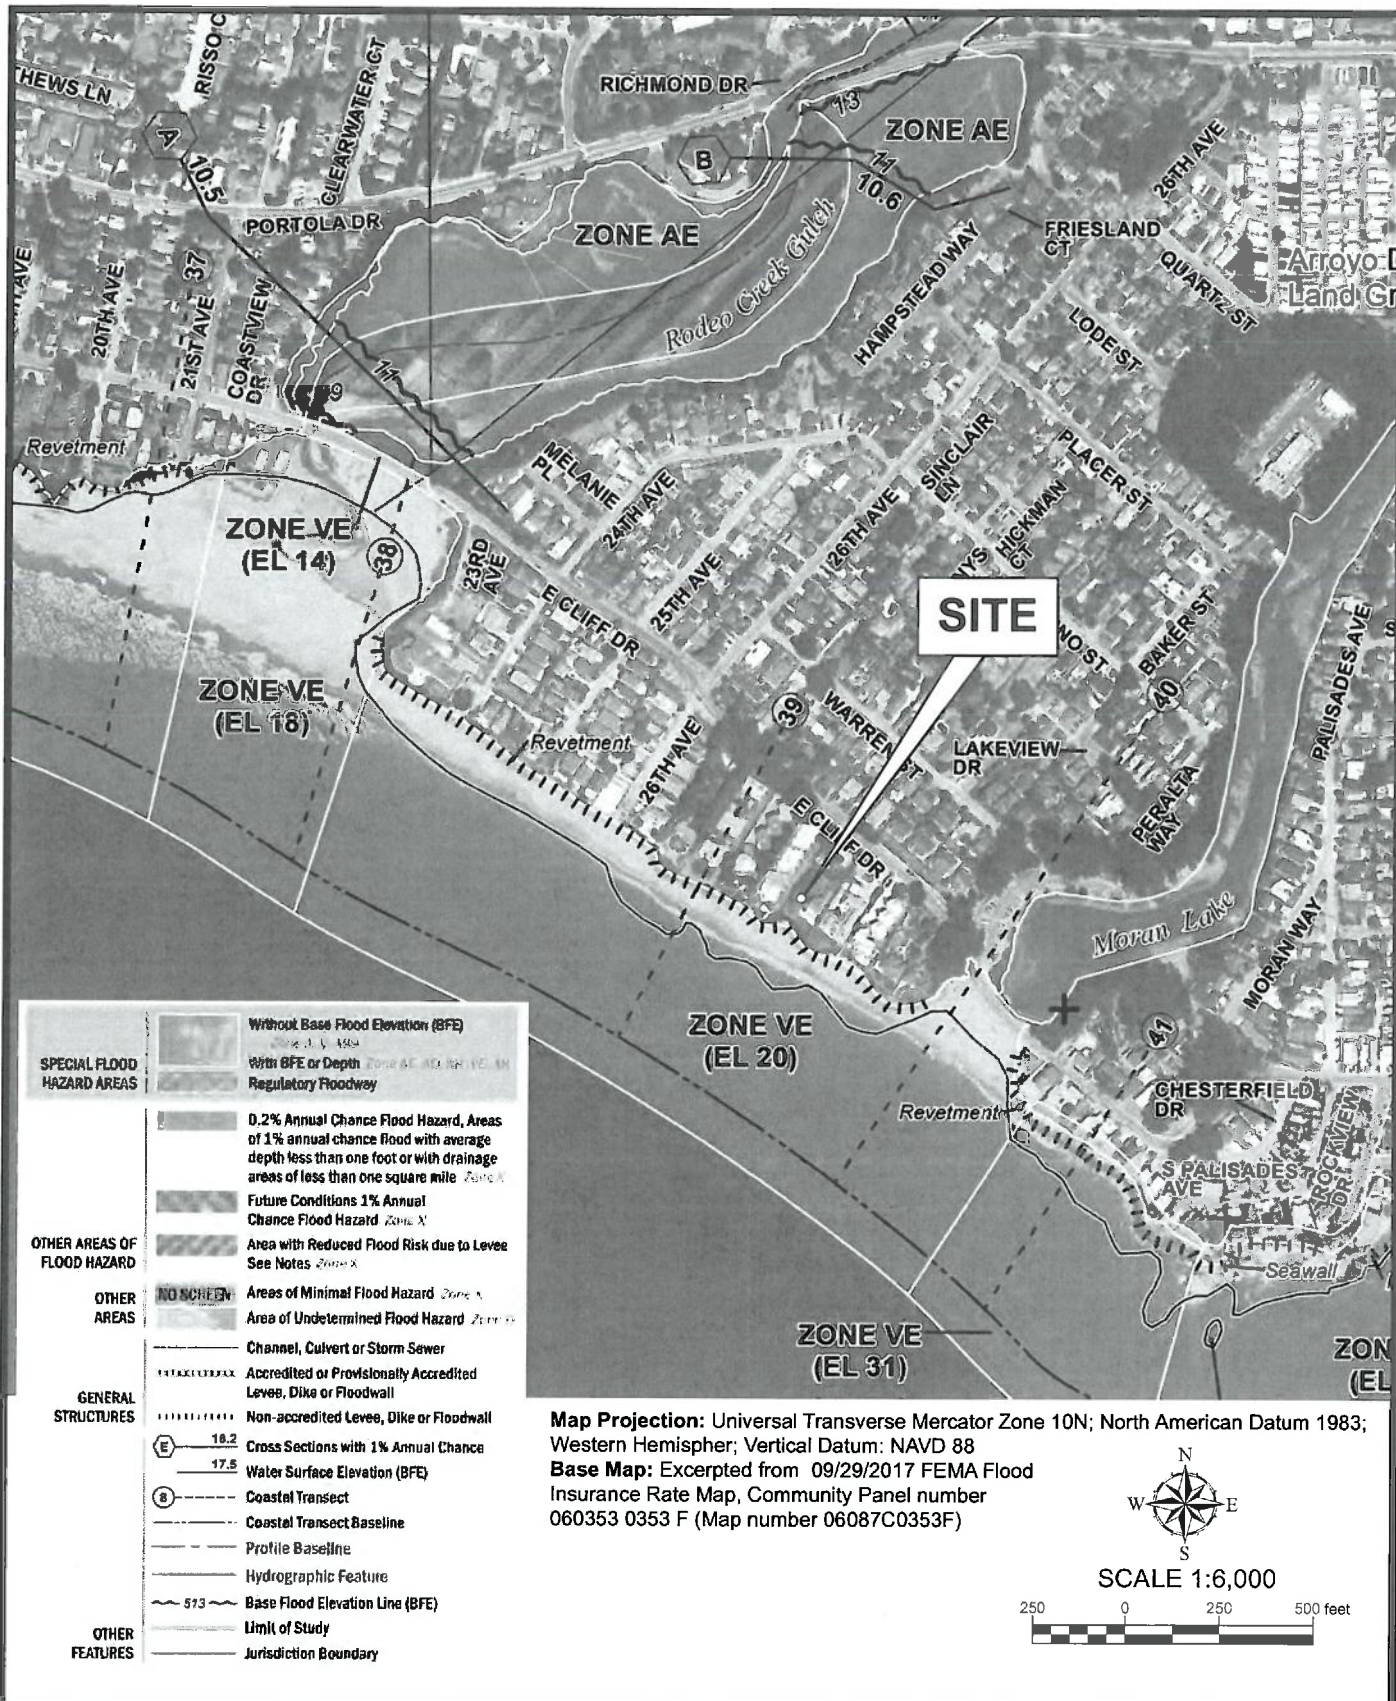 THEWS LN
RISSO C
CLEARWATER CT
RICHMOND DR
13
ZONE AE
26TH AVE
A
10.5
B
11
10.6
PORTOLA DR
ZONE AE
FRIESLAND
CT
QUARTZ ST
Arroyo D
Land Gr
Rodeo Creek Gulch
HAMPSTEAD WAY
LODE ST
AVE
20TH AVE
37
21ST AVE
COASTVIEW
DR
11
9
Revetment
MELANIE
PL
24TH AVE
SINCLAIR
LN
PLACER ST
HICKMAN
CT
26TH AVE
ZONE VE
(EL 14)
38
23RD
AVE
25TH AVE
E CLIFF DR
NYS
SITE
NO ST
BAKER ST
40
PALISADES AVE
ZONE VE
(EL 18)
39
WARREN ST
LAKEVIEW
DR
Revetment
26TH AVE
PERALTA
WAY
E CLIFF DR
Moran Lake
MORAN WAY
ZONE VE
(EL 20)
41
CHESTERFIELD
DR
Revetment
S PALISADES
AVE
ROCKVIEW
DR
Seawall
ZONE VE
(EL 31)
ZON
(EL
SPECIAL FLOOD
HAZARD AREAS
Without Base Flood Elevation (BFE)
With BFE or Depth
Regulatory Floodway
0.2% Annual Chance Flood Hazard, Areas
of 1% annual chance flood with average
depth less than one foot or with drainage
areas of less than one square mile Zone X
Future Conditions 1% Annual
Chance Flood Hazard Zone X
OTHER AREAS OF
FLOOD HAZARD
Area with Reduced Flood Risk due to Levee
See Notes Zone X
OTHER
AREAS
NO SCREEN
Areas of Minimal Flood Hazard Zone X
Area of Undetermined Flood Hazard
GENERAL
STRUCTURES
Channel, Culvert or Storm Sewer
Accredited or Provisionally Accredited
Levee, Dike or Floodwall
Non-accredited Levee, Dike or Floodwall
E 18.2 Cross Sections with 1% Annual Chance
17.5 Water Surface Elevation (BFE)
8 Coastal Transect
Coastal Transect Baseline
Profile Baseline
Hydrographic Feature
513 Base Flood Elevation Line (BFE)
OTHER
FEATURES
Limit of Study
Jurisdiction Boundary
Map Projection: Universal Transverse Mercator Zone 10N; North American Datum 1983;
Western Hemispher; Vertical Datum: NAVD 88
Base Map: Excerpted from 09/29/2017 FEMA Flood
Insurance Rate Map, Community Panel number
060353 0353 F (Map number 06087C0353F)
N
W
E
S
SCALE 1:6,000
250 0 250 500 feet